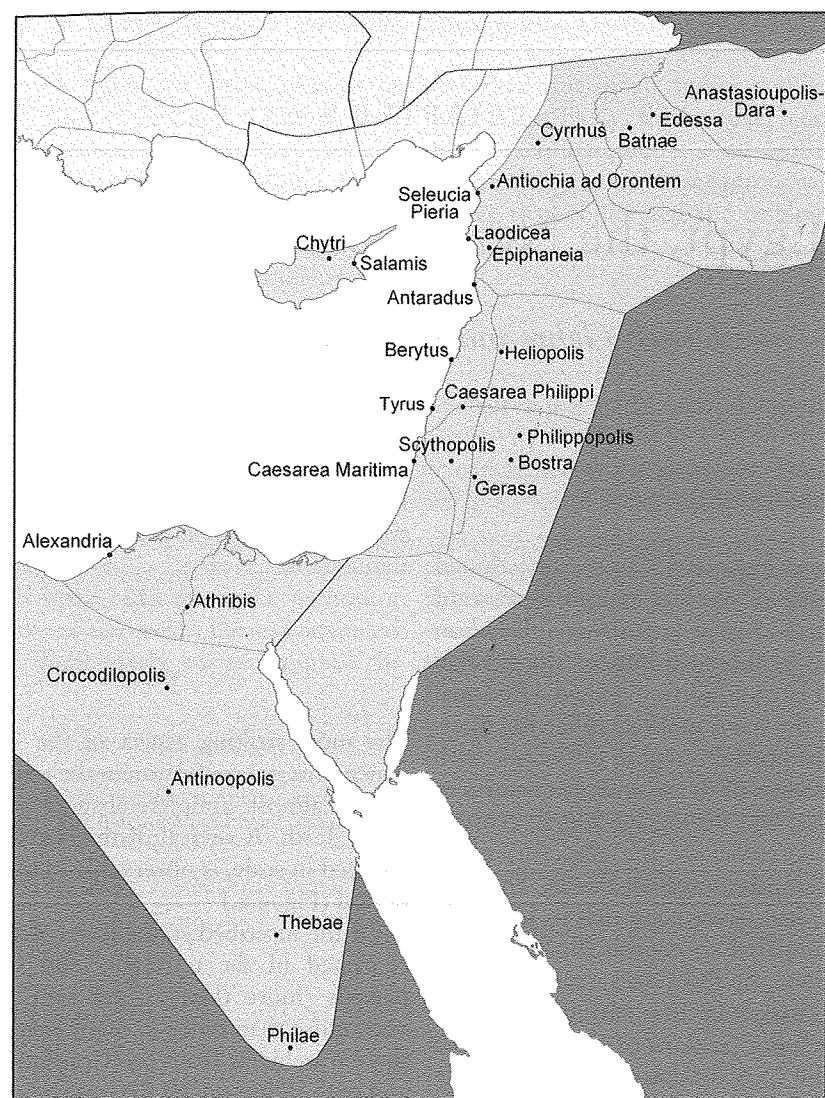 Anastasioupolis-
Dara
Edessa
Batnae
Cyrrhus
Antiochia ad Orontem
Seleucia
Pieria
Laodicea
Epiphaneia
Chytri
Salamis
Antaradus
Berytus
Heliopolis
Caesarea Philippi
Tyrus
Philippopolis
Scythopolis
Bostra
Caesarea Maritima
Gerasa
Alexandria
Athribis
Crocodilopolis
Antinoopolis
Thebae
Philae